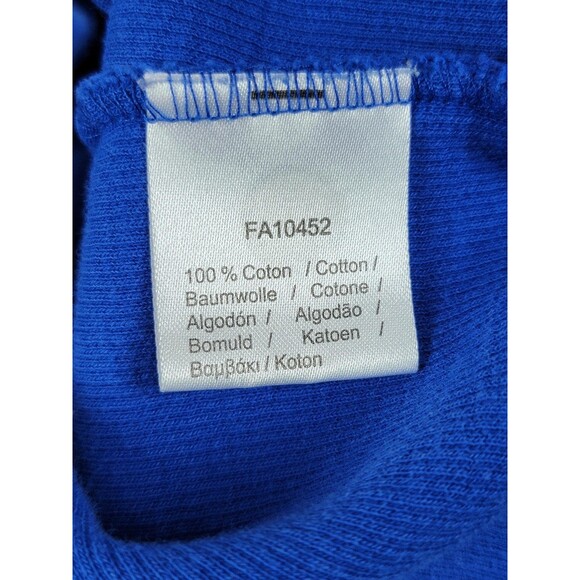 FA10452
100 % Coton / Cotton /
Baumwolle / Cotone /
Algodón / Algodão /
Bomuld / Katoen /
Βαμβάκι / Koton